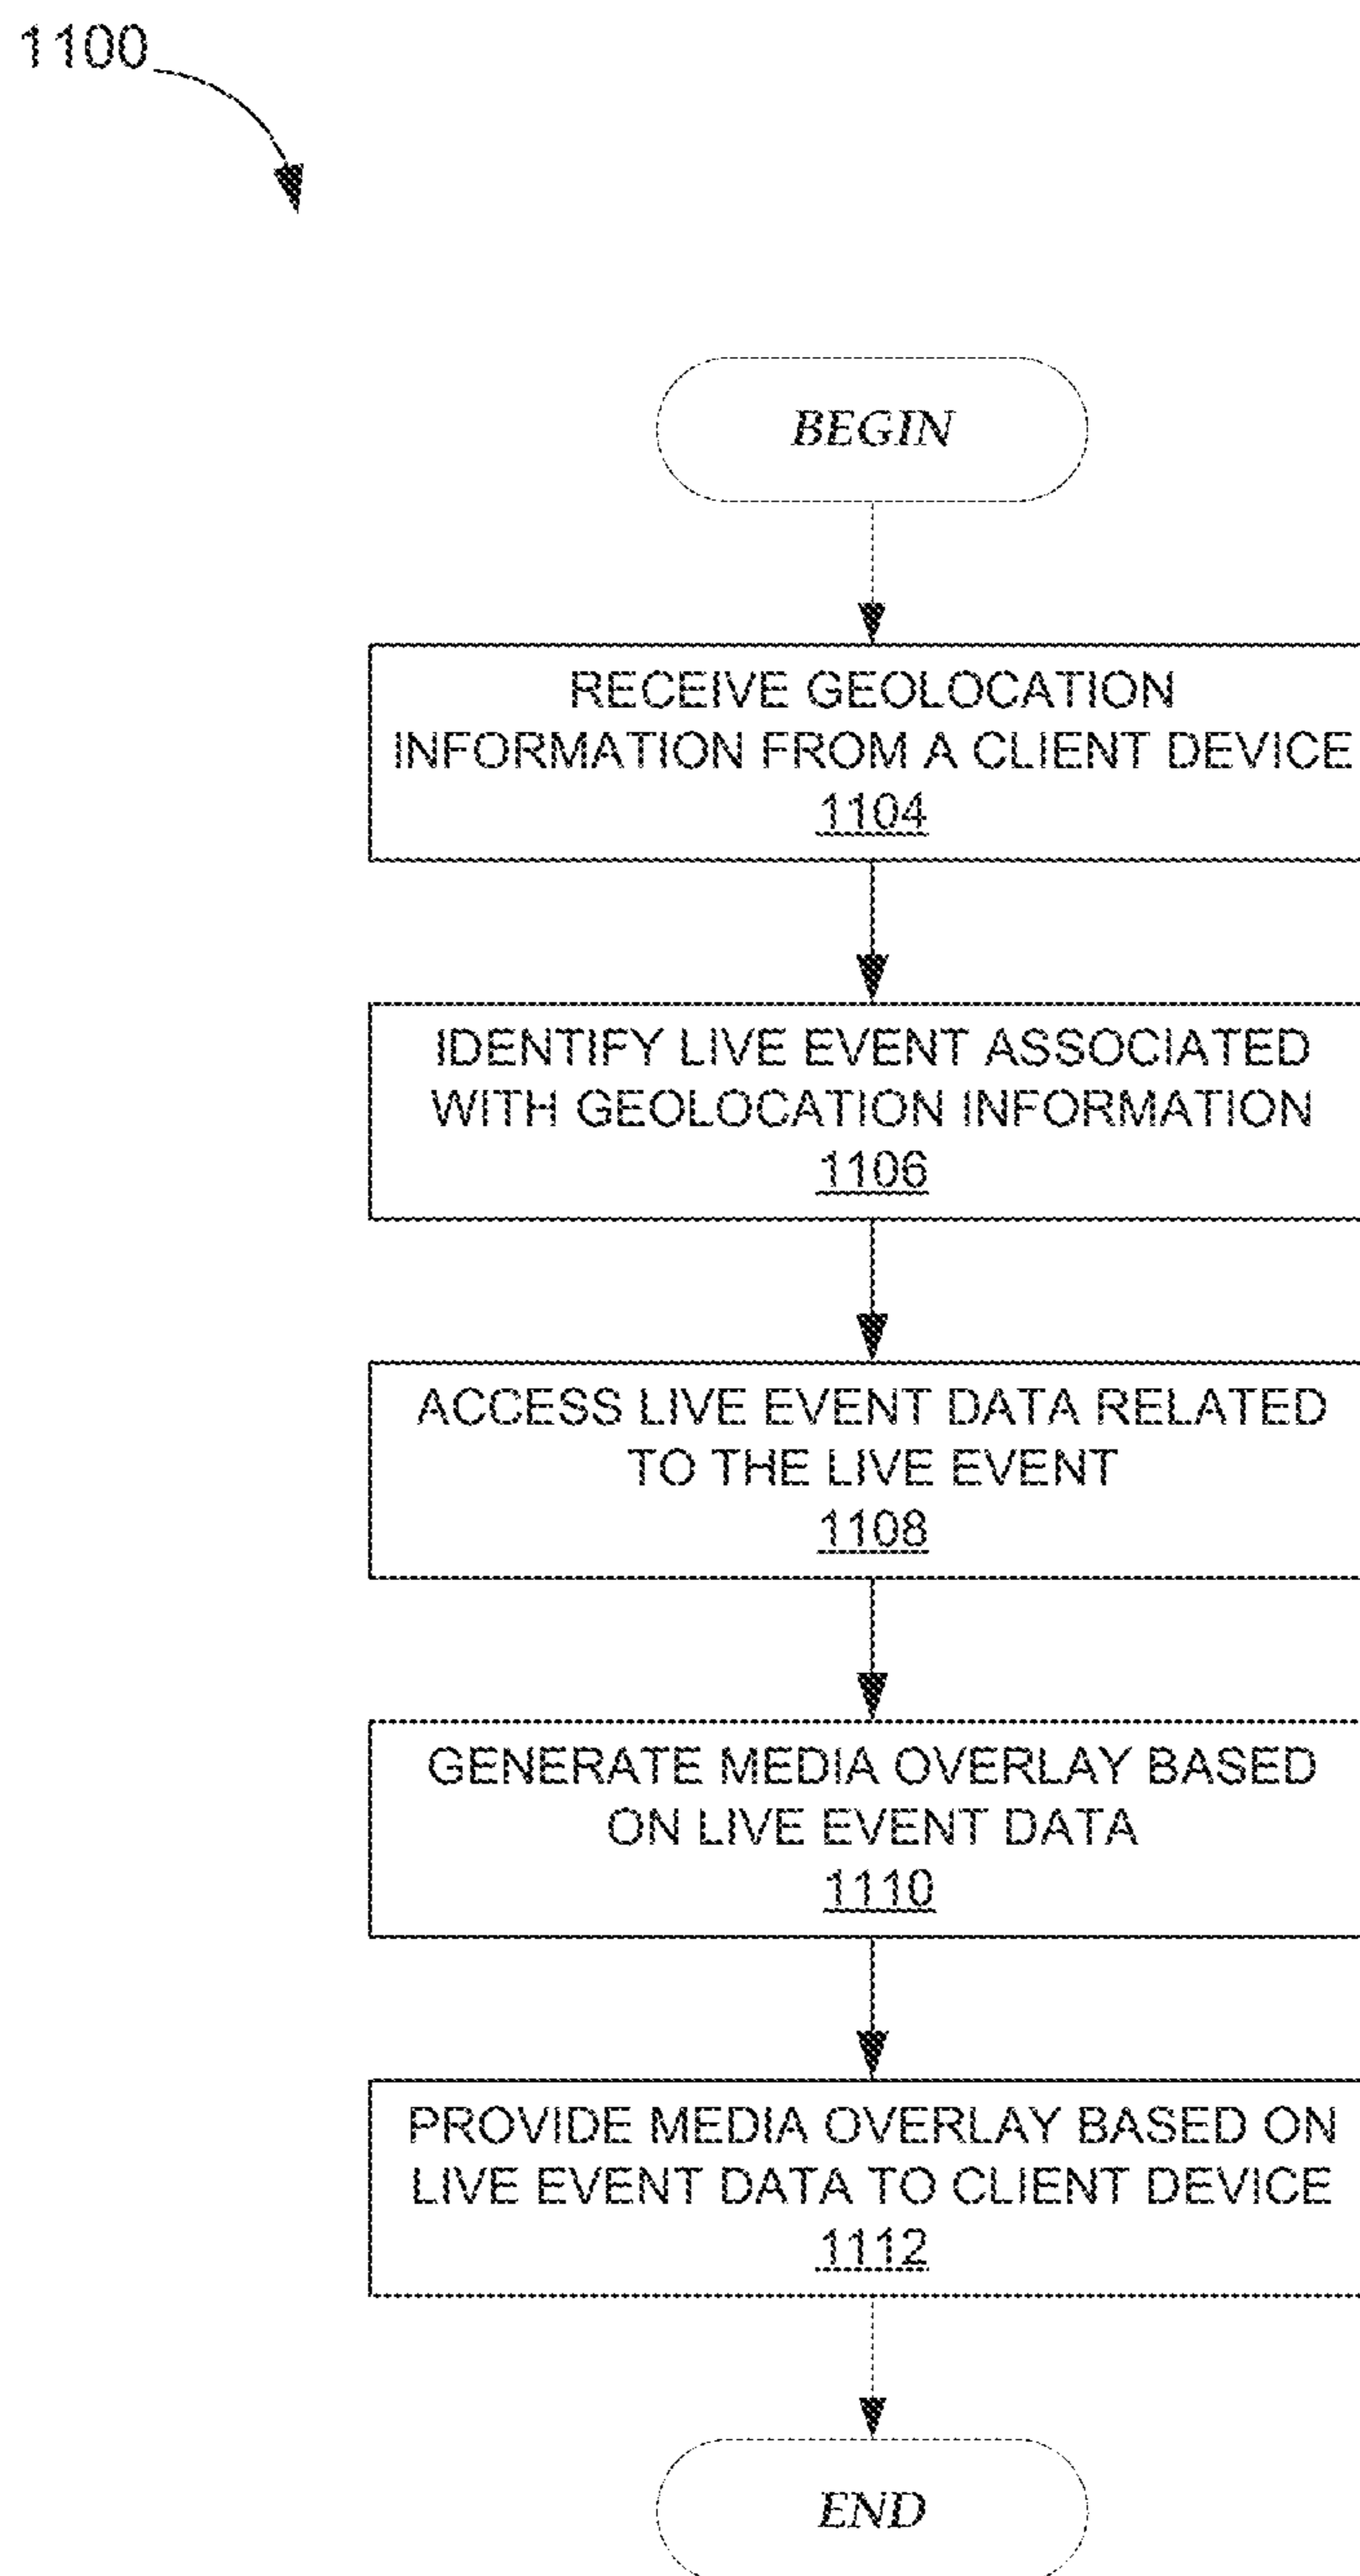 1100
BEGIN
RECEIVE GEOLOCATION
INFORMATION FROM A CLIENT DEVICE
1104
IDENTIFY LIVE EVENT ASSOCIATED
WITH GEOLOCATION INFORMATION
1106
ACCESS LIVE EVENT DATA RELATED
TO THE LIVE EVENT
1108
GENERATE MEDIA OVERLAY BASED
ON LIVE EVENT DATA
1110
PROVIDE MEDIA OVERLAY BASED ON
LIVE EVENT DATA TO CLIENT DEVICE
1112
END